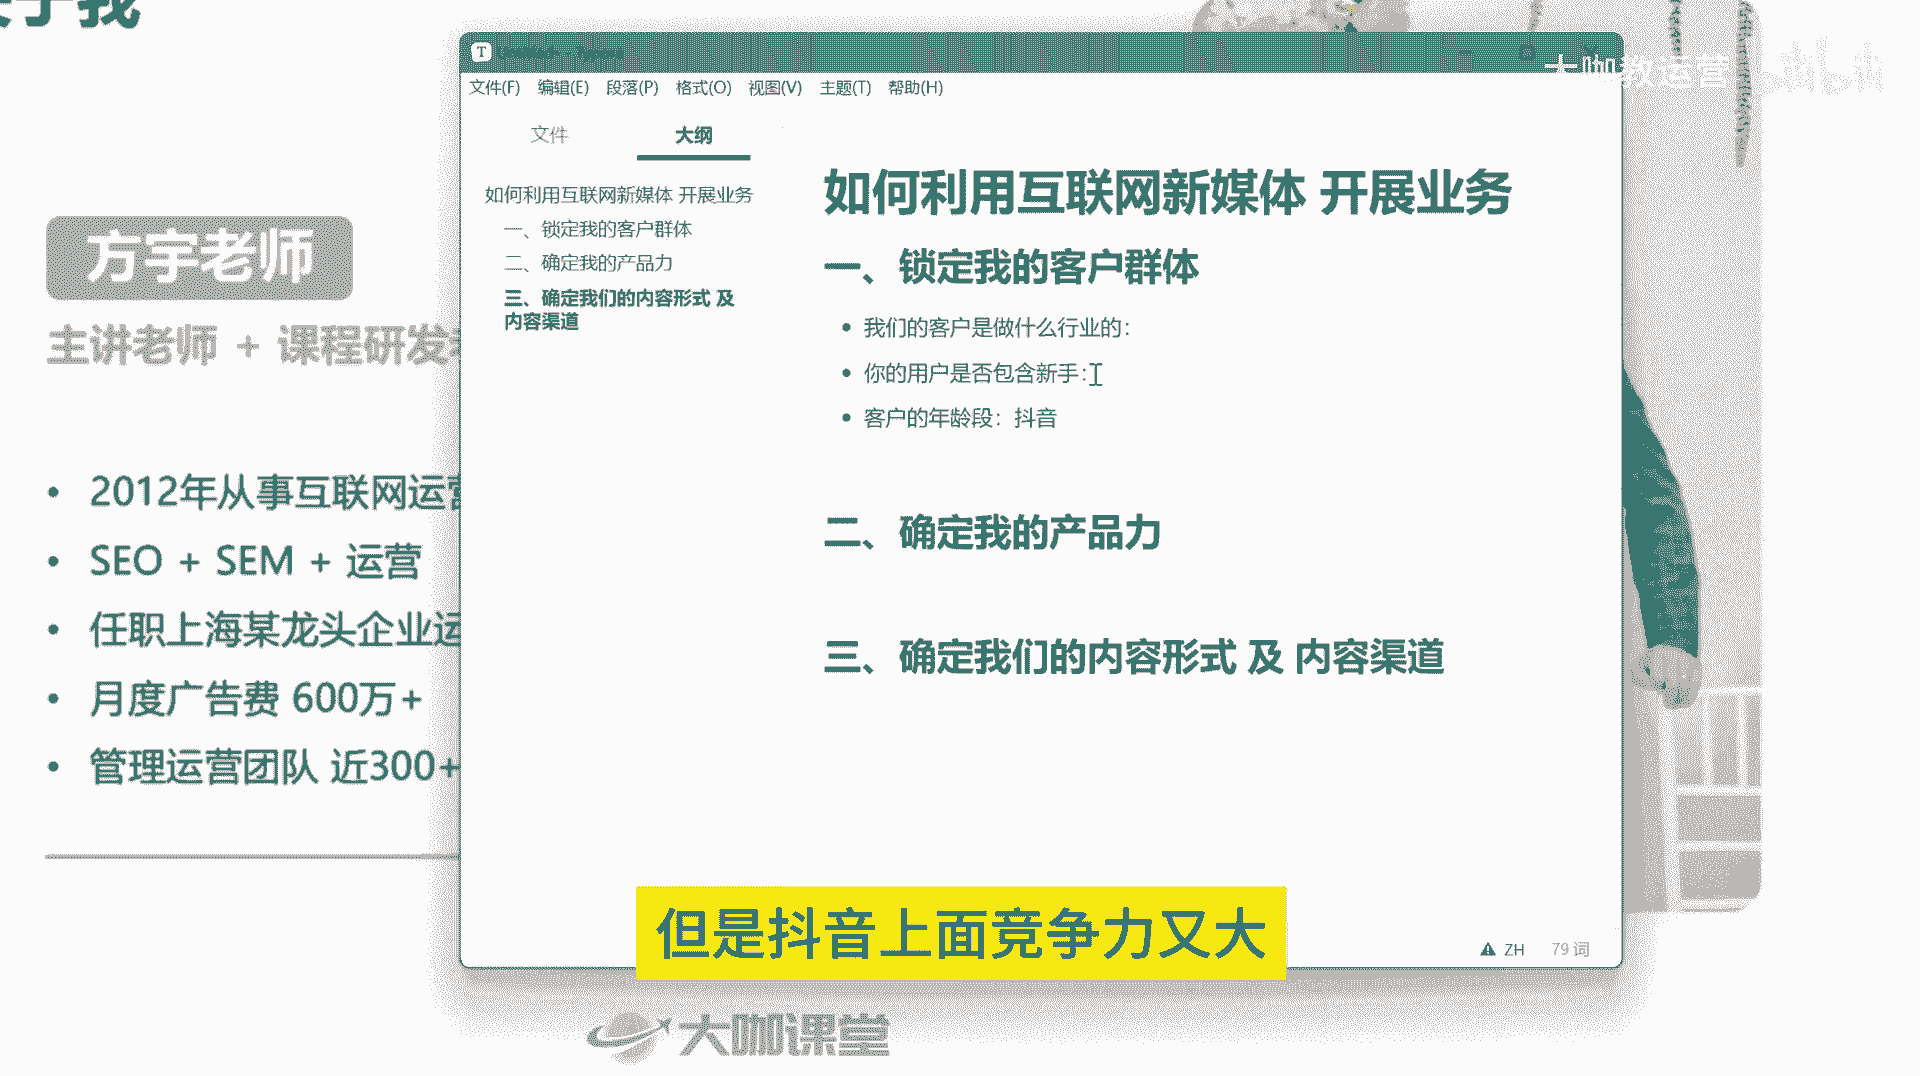 方宇老师
主讲老师 + 课程研发
2012年从事互联网运营
SEO + SEM + 运营
任职上海某龙头企业运
月度广告费 600万+
管理运营团队 近300+
T
文件(F) 编辑(E) 段落(P) 格式(O) 视图(V) 主题(T) 帮助(H)
大咖教运营 bilibili
文件 大纲
如何利用互联网新媒体 开展业务
一、锁定我的客户群体
二、确定我的产品力
三、确定我们的内容形式 及
内容渠道
如何利用互联网新媒体 开展业务
一、锁定我的客户群体
我们的客户是做什么行业的：
你的用户是否包含新手：
客户的年龄段：抖音
二、确定我的产品力
三、确定我们的内容形式 及 内容渠道
ZH 79 词
但是抖音上面竞争力又大
大咖课堂